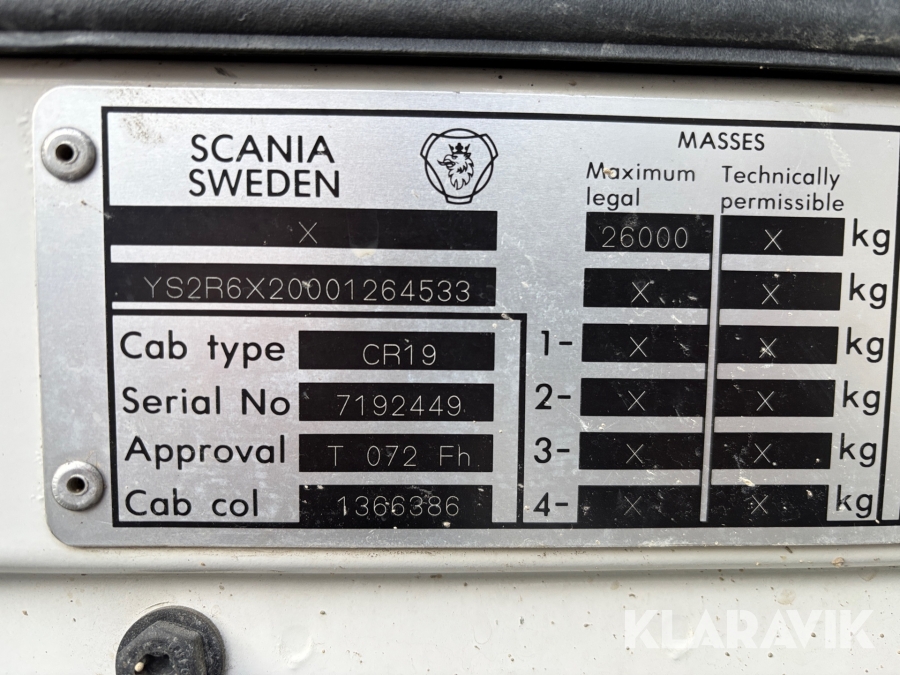 SCANIA
SWEDEN
X
YS2R6X20001264533
Cab type CR19
Serial No 7192449
Approval T 072 Fh
Cab col 1366386
MASSES
Maximum legal Technically permissible
26000 X kg
X X kg
1- X X kg
2- X X kg
3- X X kg
4- X X kg
KLARAVIK